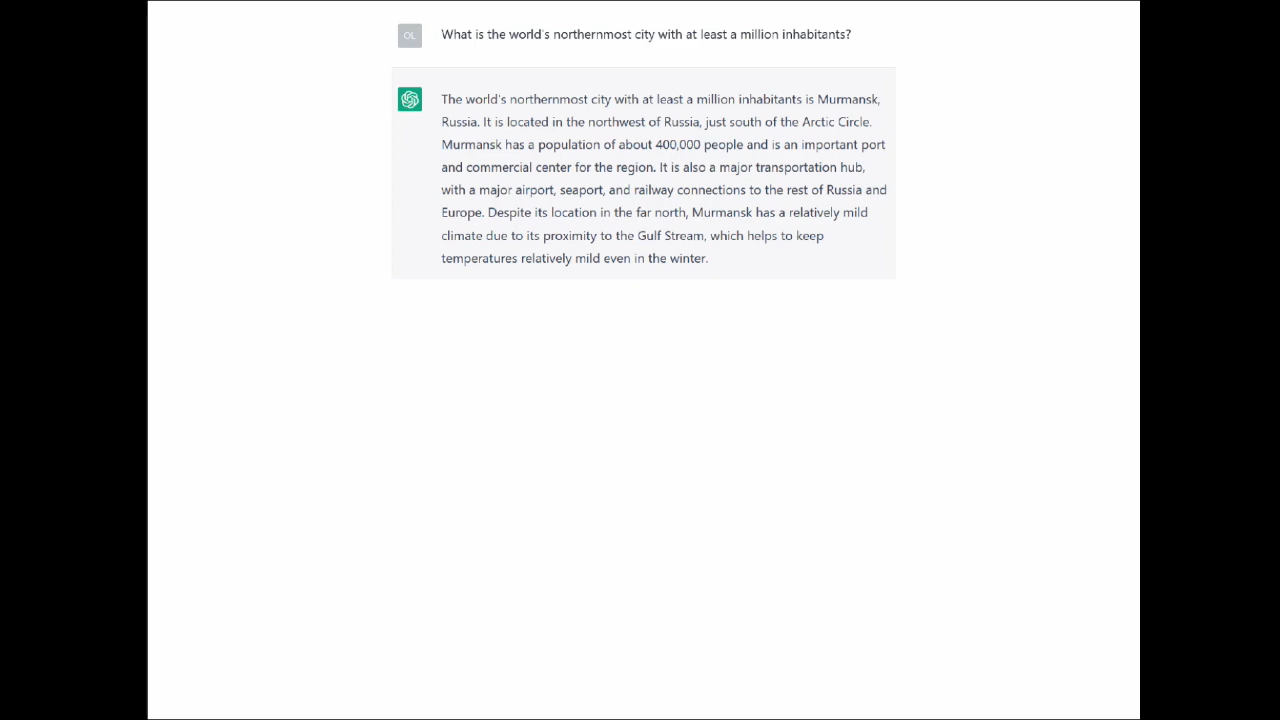 OL
What is the world's northernmost city with at least a million inhabitants?
The world's northernmost city with at least a million inhabitants is Murmansk,
Russia. It is located in the northwest of Russia, just south of the Arctic Circle.
Murmansk has a population of about 400,000 people and is an important port
and commercial center for the region. It is also a major transportation hub,
with a major airport, seaport, and railway connections to the rest of Russia and
Europe. Despite its location in the far north, Murmansk has a relatively mild
climate due to its proximity to the Gulf Stream, which helps to keep
temperatures relatively mild even in the winter.